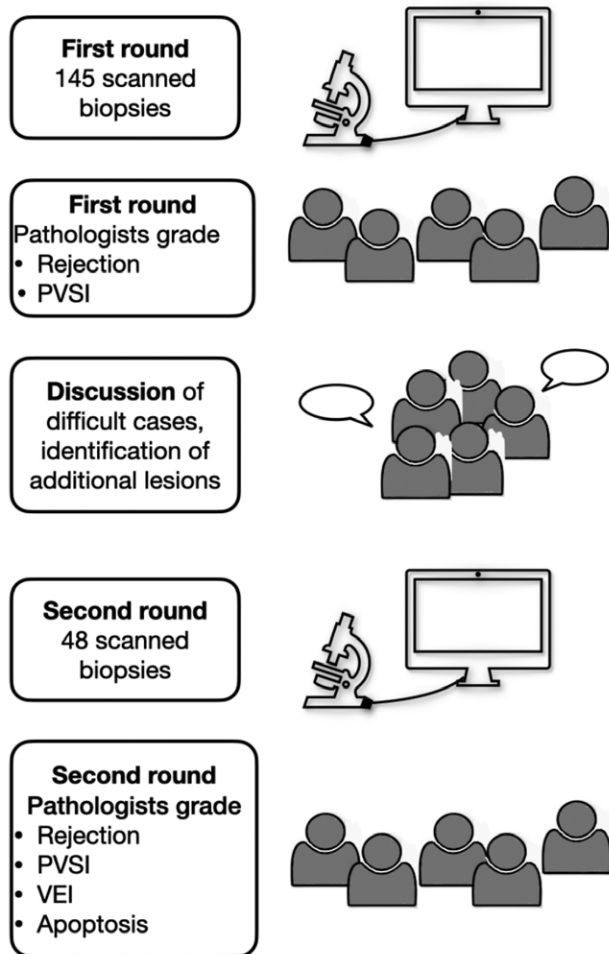 First round
145 scanned
biopsies
First round
Pathologists grade
• Rejection
• PVSI
Discussion of
difficult cases,
identification of
additional lesions
Second round
48 scanned
biopsies
Second round
Pathologists grade
• Rejection
• PVSI
• VEI
• Apoptosis